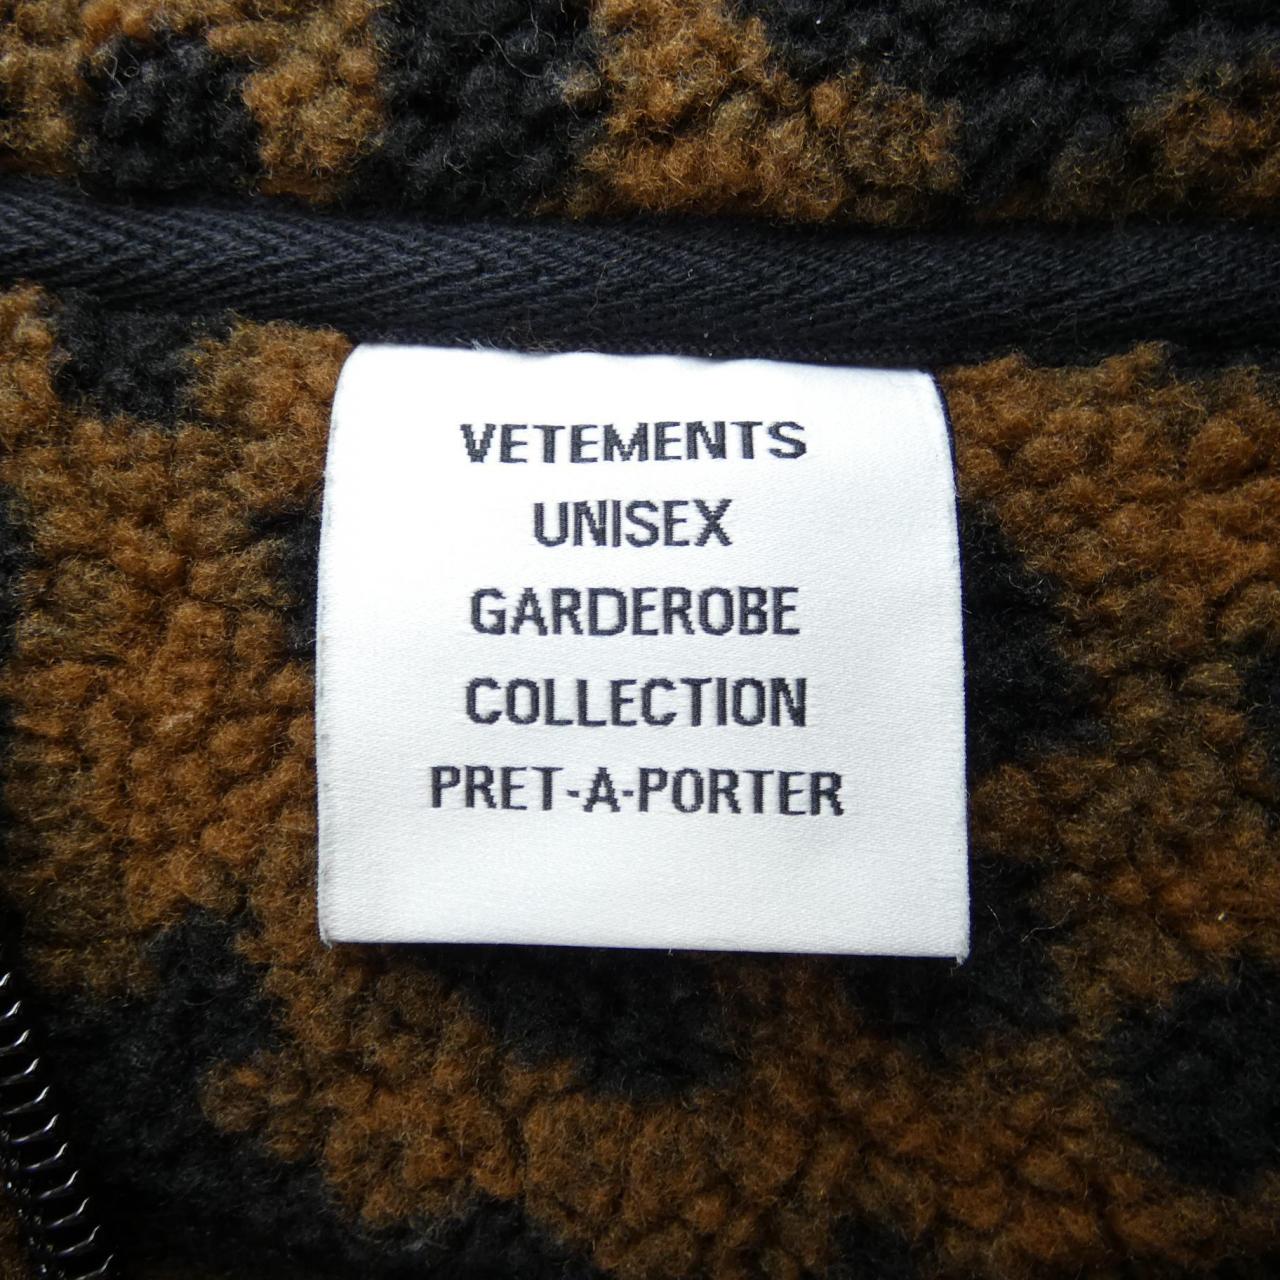 VETEMENTS
UNISEX
GARDEROBE
COLLECTION
PRET-A-PORTER